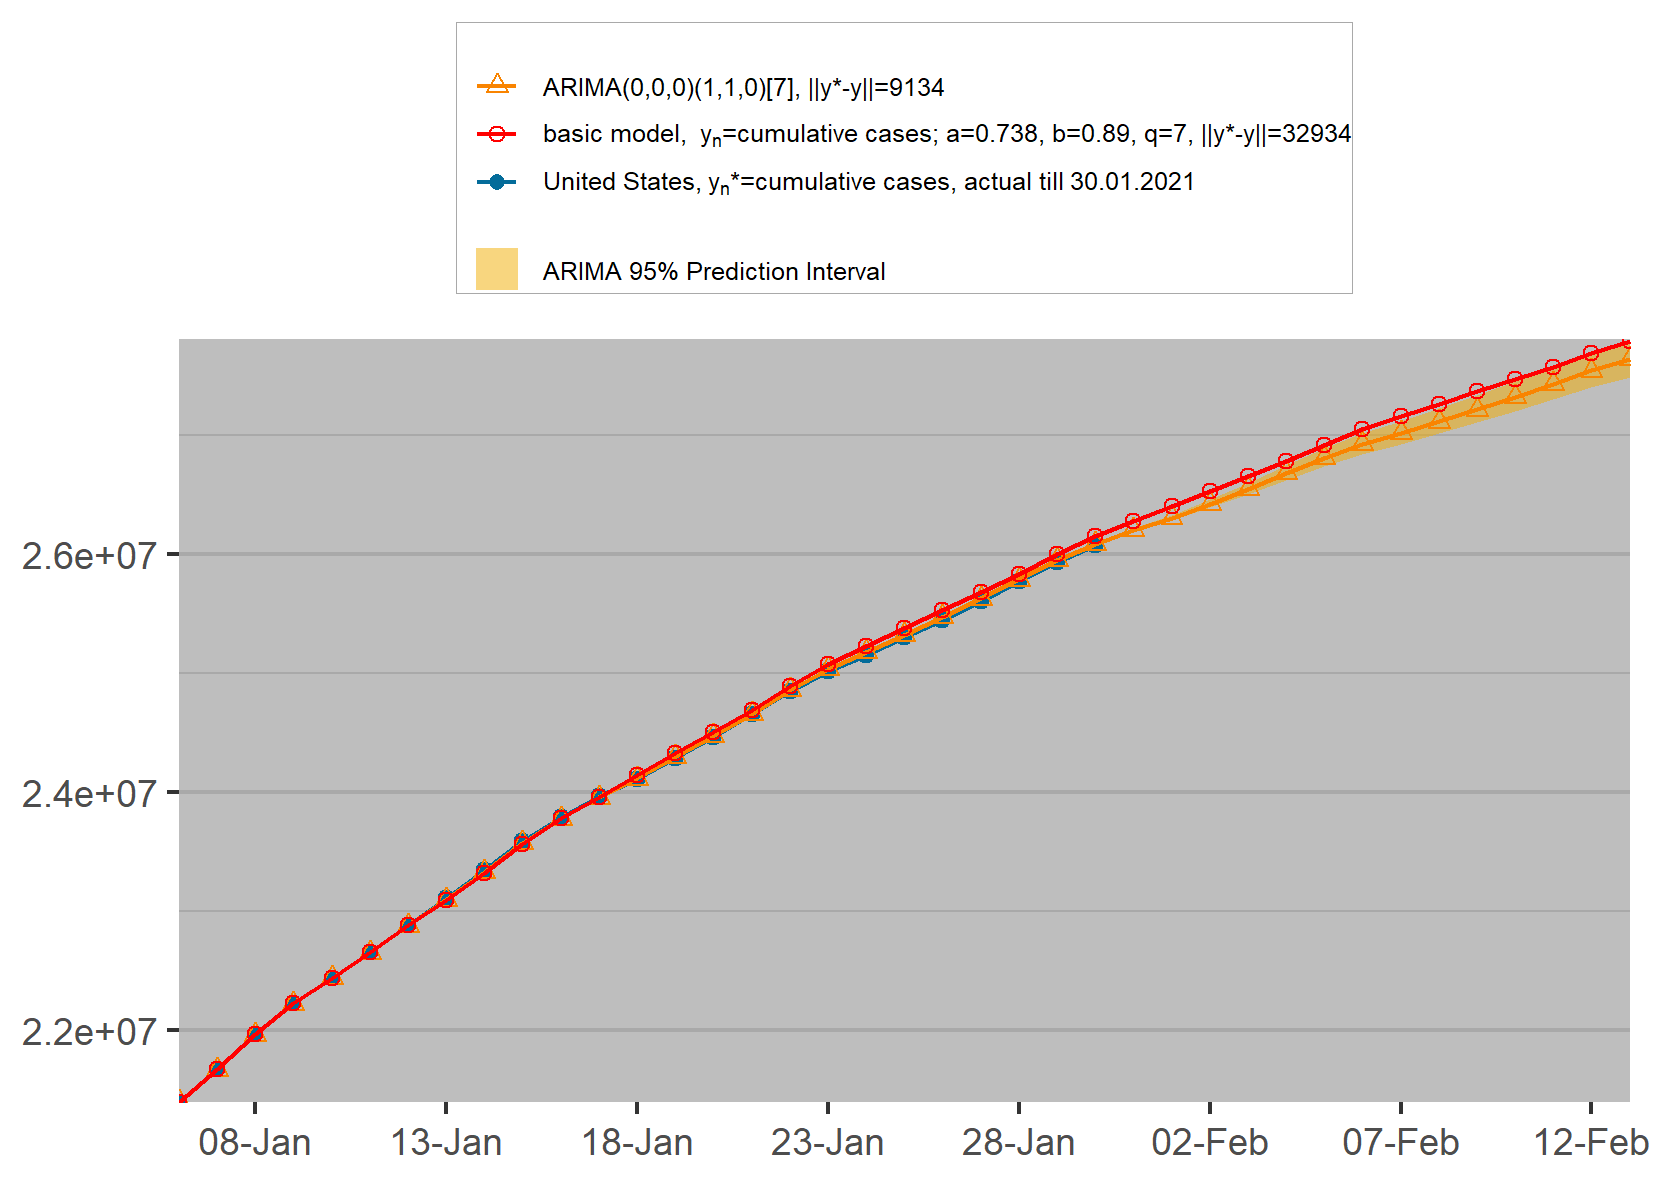 ARIMA(0,0,0)(1,1,0)[7], ||y*-y||=9134
basic model,  yₙ=cumulative cases; a=0.738, b=0.89, q=7, ||y*-y||=32934
United States, yₙ*=cumulative cases, actual till 30.01.2021
ARIMA 95% Prediction Interval
2.6e+07
2.4e+07
2.2e+07
08-Jan 13-Jan 18-Jan 23-Jan 28-Jan 02-Feb 07-Feb 12-Feb